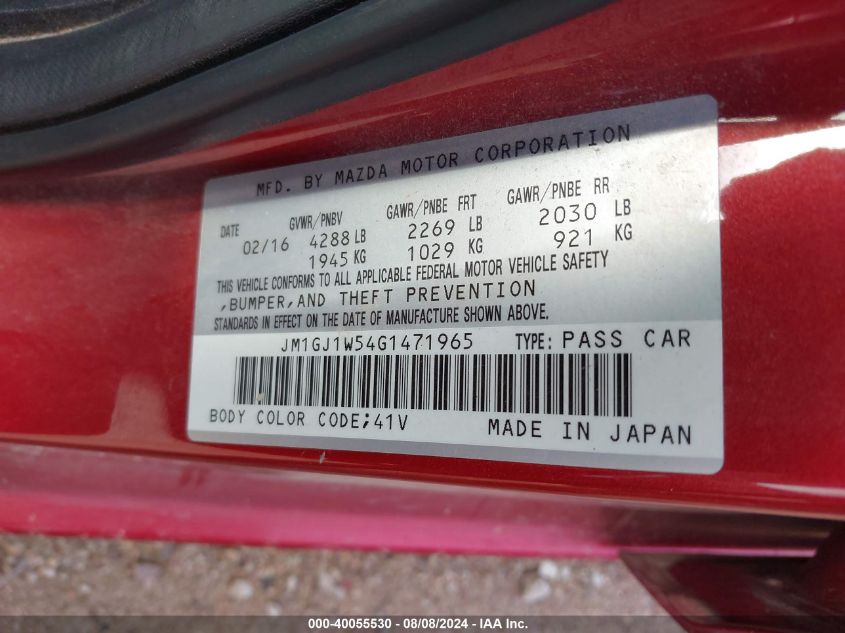 MFD. BY MAZDA MOTOR CORPORATION
DATE GVWR/PNBV GAWR/PNBE FRT GAWR/PNBE RR
02/16 4288 LB 2269 LB 2030 LB
1945 KG 1029 KG 921 KG
THIS VEHICLE CONFORMS TO ALL APPLICABLE FEDERAL MOTOR VEHICLE SAFETY
,BUMPER,AND THEFT PREVENTION
STANDARDS IN EFFECT ON THE DATE OF MANUFACTURE SHOWN ABOVE.
JM1GJ1W54G1471965 TYPE: PASS CAR
BODY COLOR CODE;41V MADE IN JAPAN
000-40055530 - 08/08/2024 - IAA Inc.